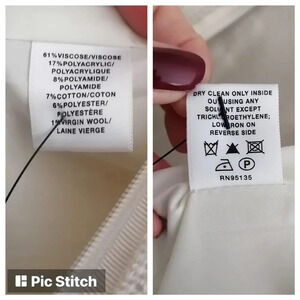 61%VISCOSE/VISCOSE
17%POLYACRYLIC/
POLYACRYLIQUE
8%POLYAMIDE/
POLYAMIDE
7%COTTON/COTON
6%POLYESTER/
POLYESTÈRE
1%VIRGIN WOOL/
LAINE VIERGE
DRY CLEAN ONLY INSIDE
OUT USING ANY
SOLVENT EXCEPT
TRICHLOROETHYLENE;
LOW IRON ON
REVERSE SIDE
P
RN95135
Pic Stitch